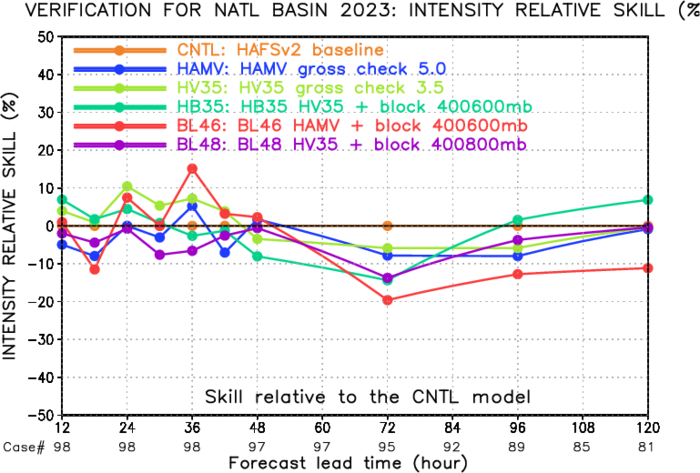 VERIFICATION FOR NATL BASIN 2023: INTENSITY RELATIVE SKILL (%
INTENSITY RELATIVE SKILL (%)
50
40
30
20
10
0
−10
−20
−30
−40
−50
CNTL: HAFSv2 baseline
HAMV: HAMV gross check 5.0
HV35: HV35 gross check 3.5
HB35: HB35 HV35 + block 400600mb
BL46: BL46 HAMV + block 400600mb
BL48: BL48 HV35 + block 400800mb
Skill relative to the CNTL model
12 24 36 48 60 72 84 96 108 120
Case# 98 98 98 97 97 95 92 89 85 81
Forecast lead time (hour)